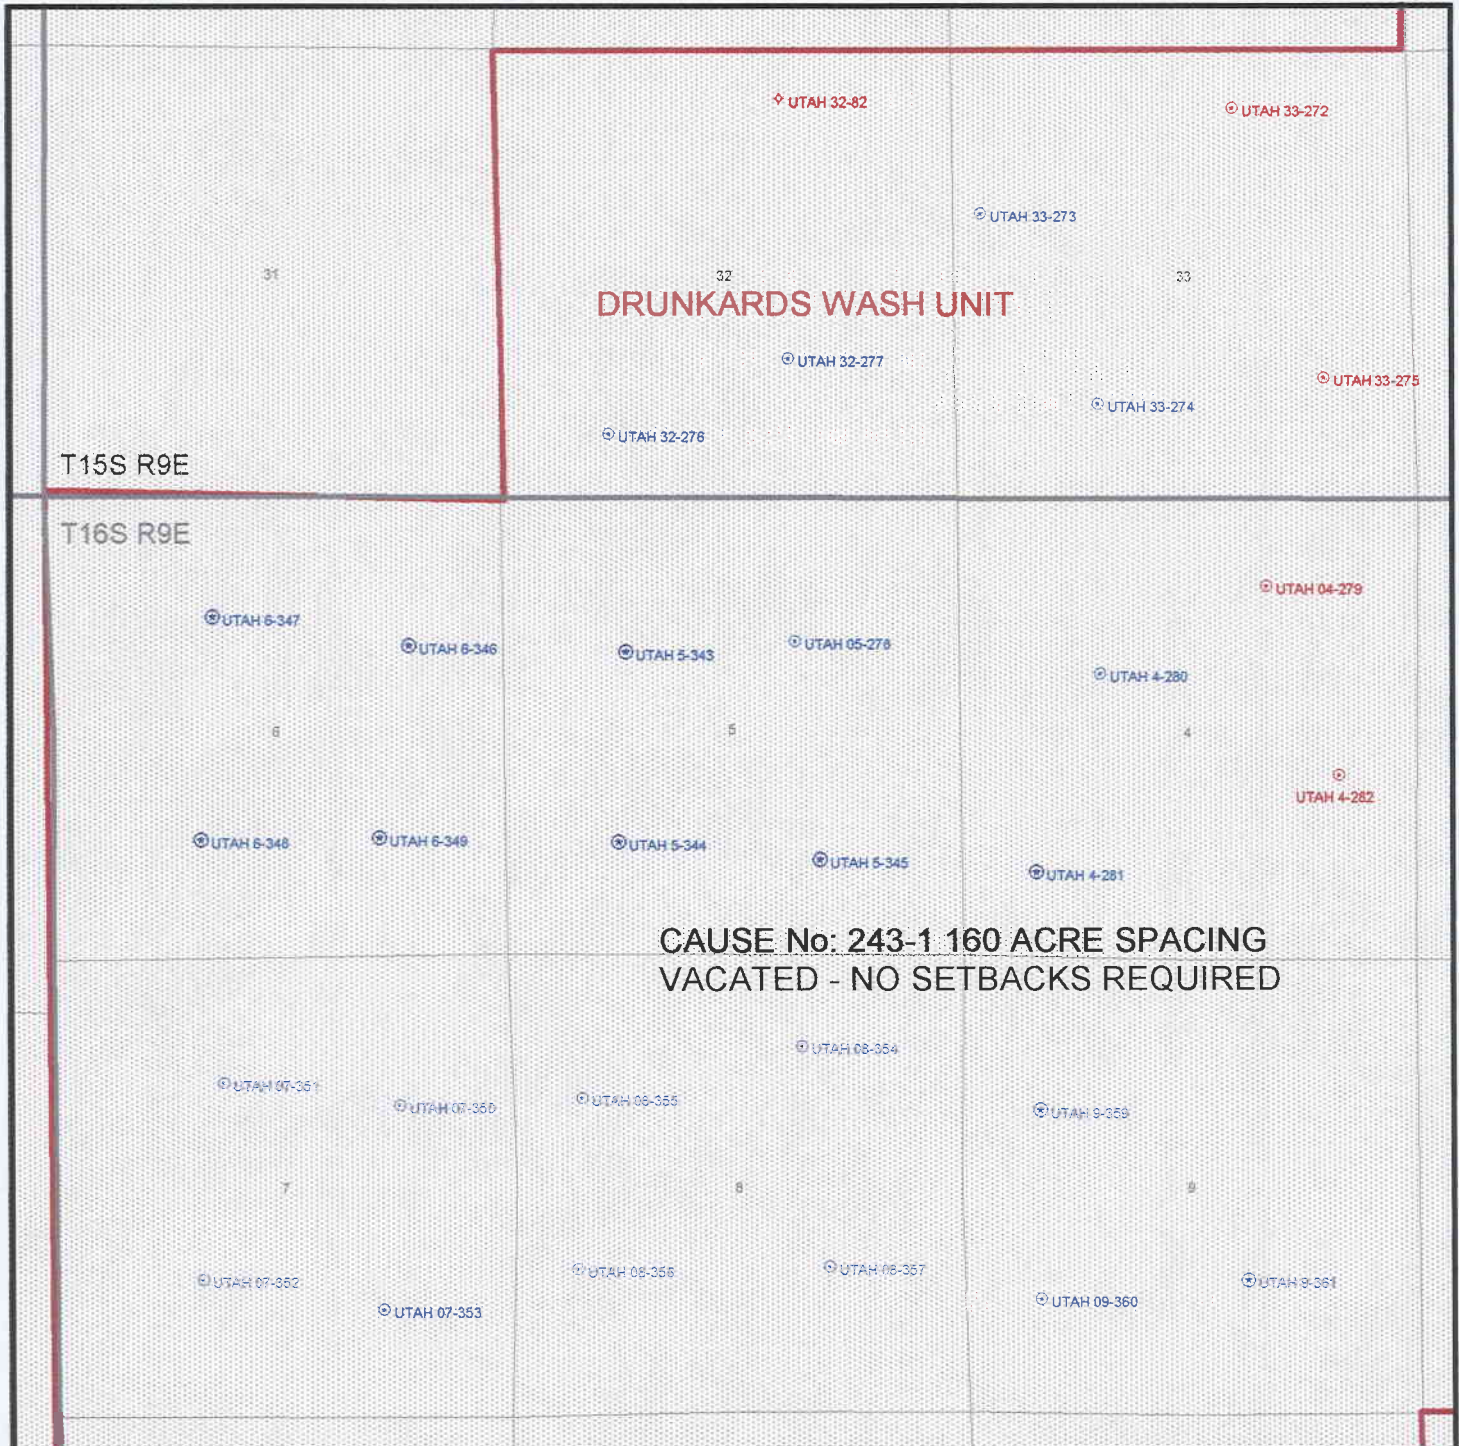 UTAH 32-82
UTAH 33-272
UTAH 33-273
31
32
33
DRUNKARDS WASH UNIT
UTAH 32-277
UTAH 33-275
UTAH 33-274
UTAH 32-276
T15S R9E
T16S R9E
UTAH 04-279
UTAH 6-347
UTAH 6-346
UTAH 5-343
UTAH 05-278
UTAH 4-280
6
5
4
UTAH 4-282
UTAH 6-348
UTAH 6-349
UTAH 5-344
UTAH 5-345
UTAH 4-281
CAUSE No: 243-1 160 ACRE SPACING
VACATED - NO SETBACKS REQUIRED
UTAH 08-354
UTAH 07-351
UTAH 07-350
UTAH 08-355
UTAH 9-359
7
8
9
UTAH 07-352
UTAH 08-356
UTAH 08-357
UTAH 9-361
UTAH 07-353
UTAH 09-360